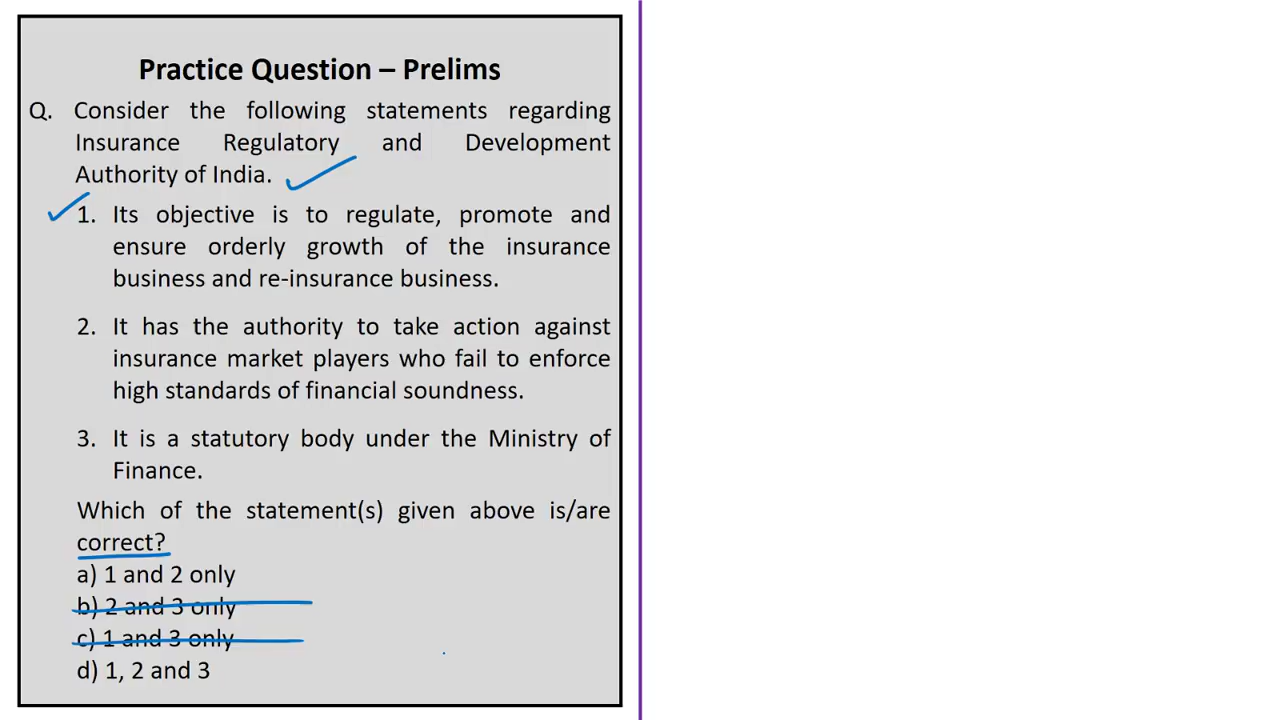 Practice Question – Prelims
Q. Consider the following statements regarding
Insurance Regulatory and Development
Authority of India.
1. Its objective is to regulate, promote and
ensure orderly growth of the insurance
business and re-insurance business.
2. It has the authority to take action against
insurance market players who fail to enforce
high standards of financial soundness.
3. It is a statutory body under the Ministry of
Finance.
Which of the statement(s) given above is/are
correct?
a) 1 and 2 only
b) 2 and 3 only
c) 1 and 3 only
d) 1, 2 and 3